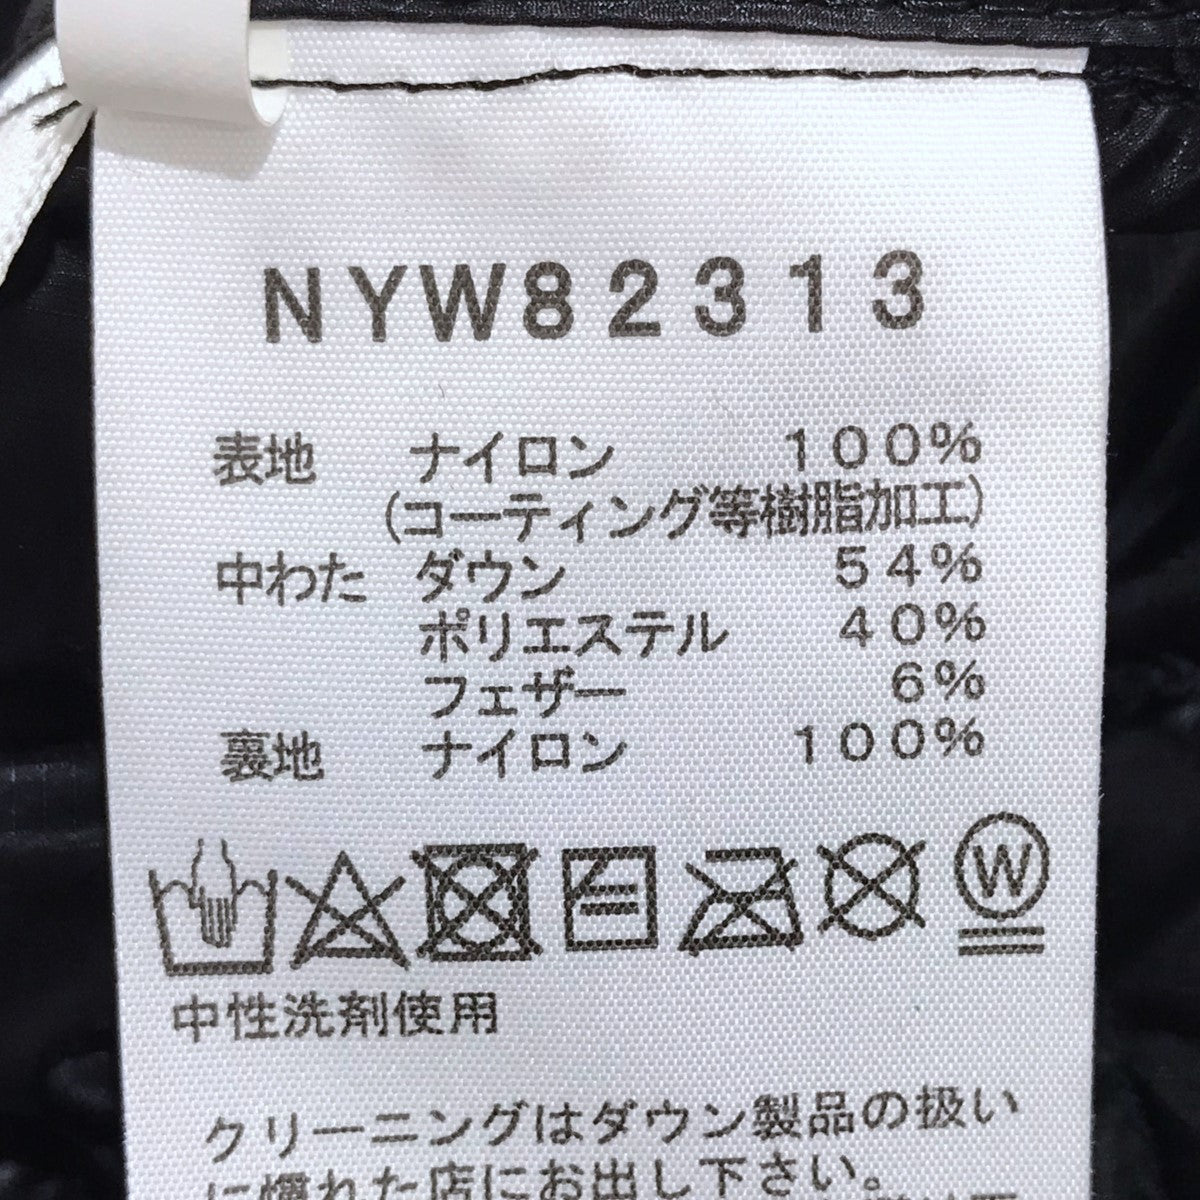 NYW82313
表地 ナイロン 100%
(コーティング等樹脂加工)
中わた ダウン 54%
ポリエステル 40%
フェザー 6%
裏地 ナイロン 100%
W
中性洗剤使用
クリーニングはダウン製品の扱い
に慣れた店にお出し下さい。